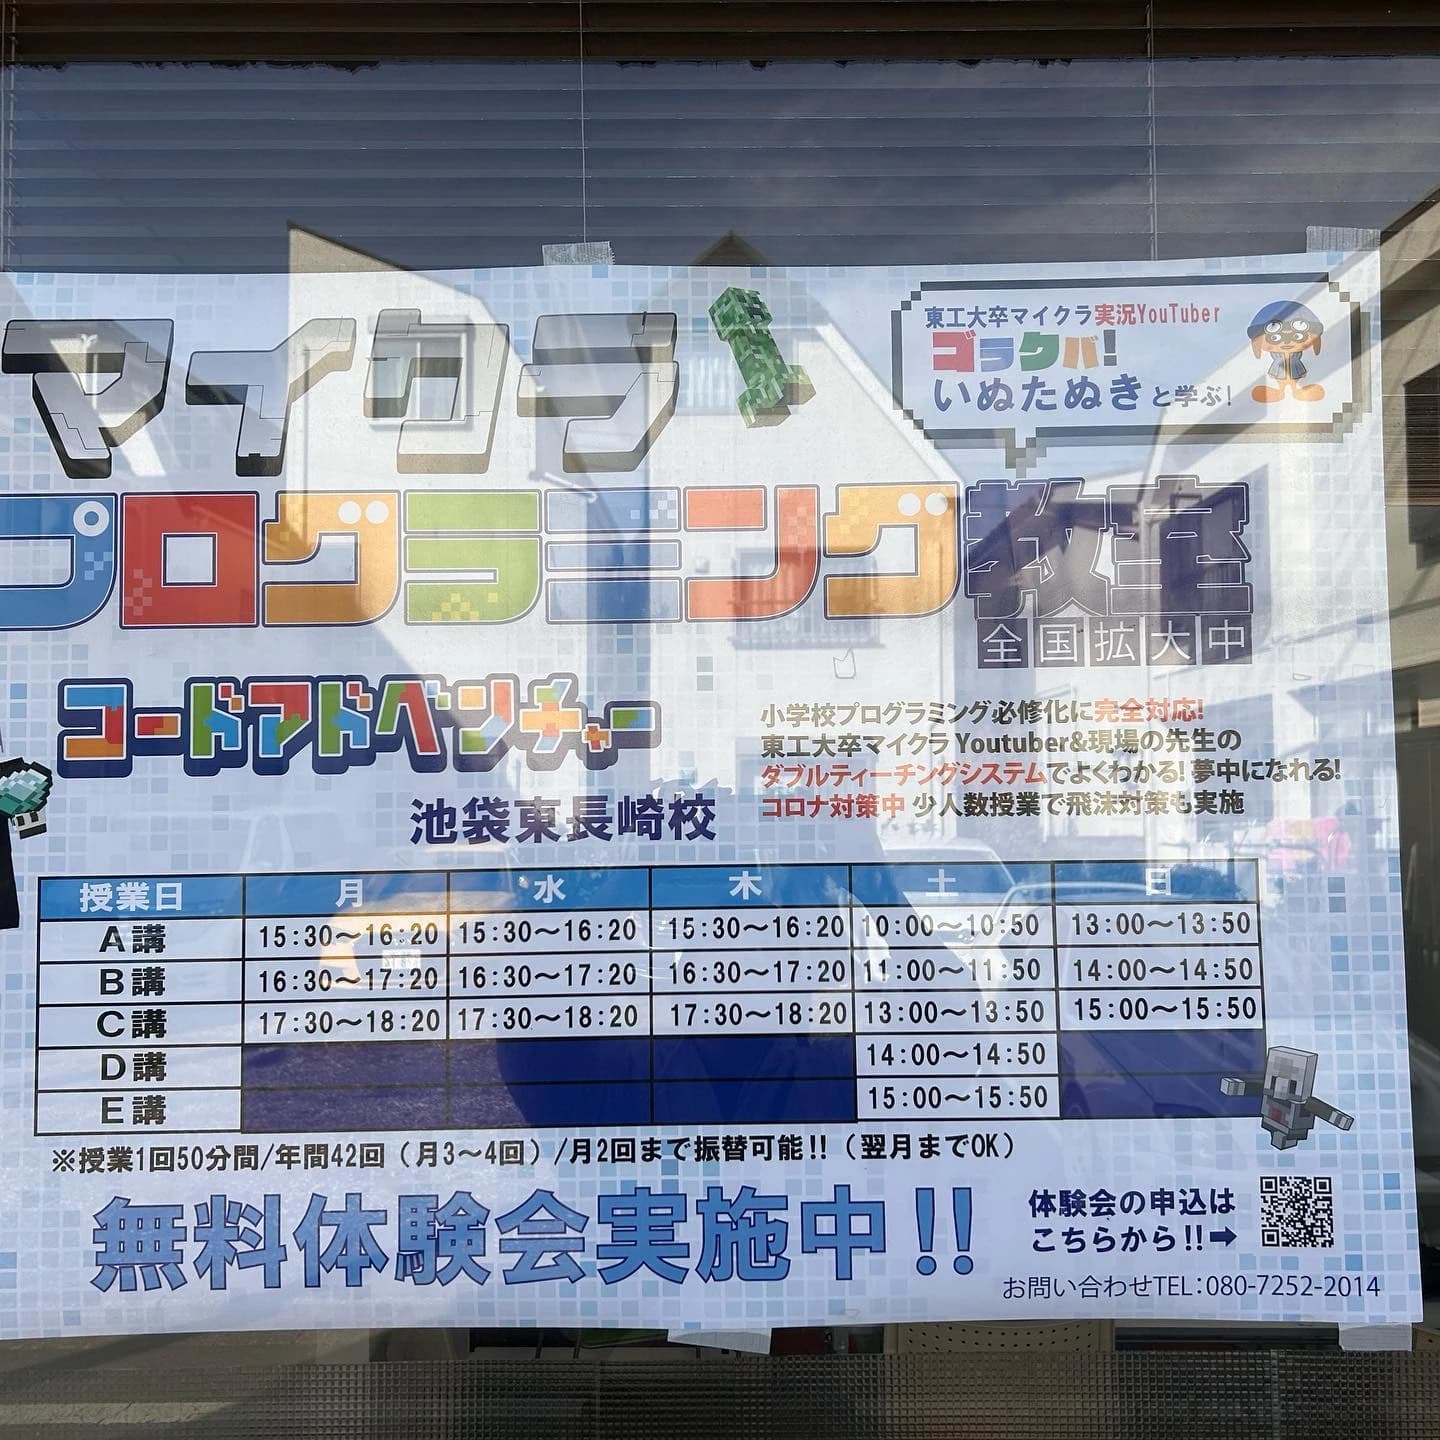 東工大卒マイクラ実況YouTuber
ゴラクバ!
いぬたぬきと学ぶ!
マイクラ
プログラミング教室
全国拡大中
コードアドベンチャー
池袋東長崎校
小学校プログラミング必修化に完全対応!
東工大卒マイクラ Youtuber&現場の先生の
ダブルティーチングシステムでよくわかる!夢中になれる!
コロナ対策中 少人数授業で飛沫対策も実施
授業日 月 水 木 土 日
A講 15:30～16:20 15:30～16:20 15:30～16:20 10:00～10:50 13:00～13:50
B講 16:30～17:20 16:30～17:20 16:30～17:20 11:00～11:50 14:00～14:50
C講 17:30～18:20 17:30～18:20 17:30～18:20 13:00～13:50 15:00～15:50
D講 14:00～14:50
E講 15:00～15:50
※授業1回50分間/年間42回（月3～4回）/月2回まで振替可能!!（翌月までOK）
無料体験会実施中!!
体験会の申込は
こちらから!!➡
お問い合わせTEL:080-7252-2014